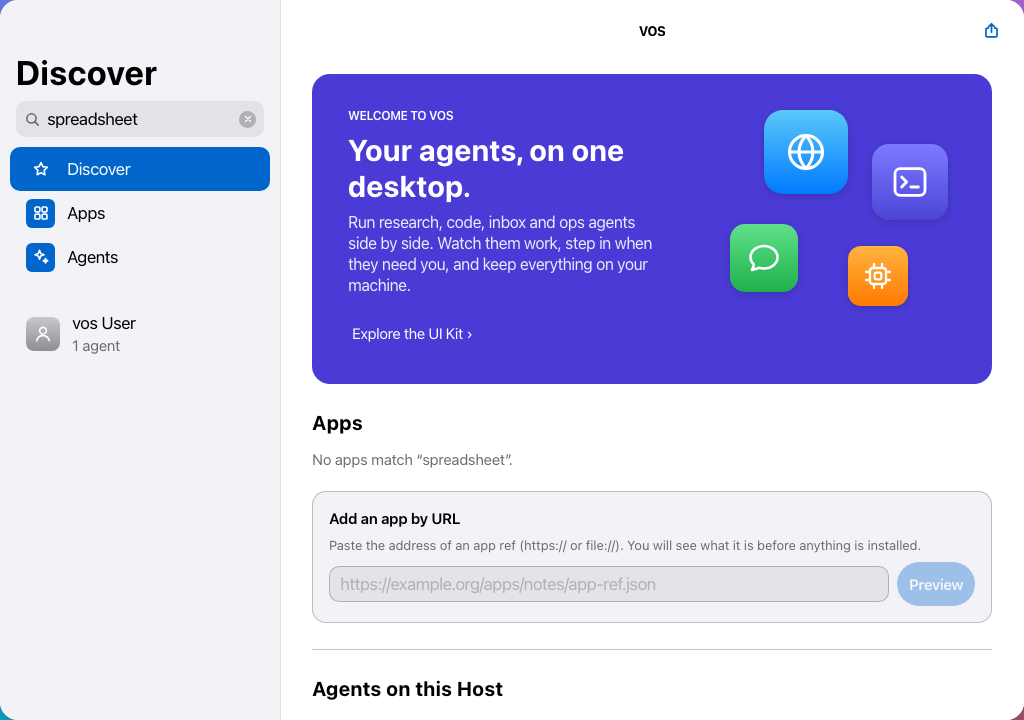 Discover
spreadsheet
Discover
Apps
Agents
vos User
1 agent
vos
WELCOME TO VOS
Your agents, on one
desktop.
Run research, code, inbox and ops agents
side by side. Watch them work, step in when
they need you, and keep everything on your
machine.
Explore the UI Kit ›
Apps
No apps match “spreadsheet”.
Add an app by URL
Paste the address of an app ref (https:// or file://). You will see what it is before anything is installed.
https://example.org/apps/notes/app-ref.json
Preview
Agents on this Host